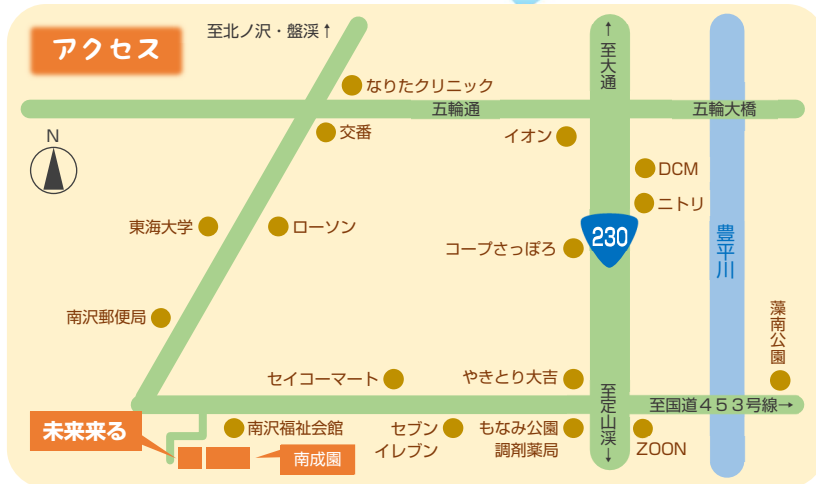 アクセス
至北ノ沢・盤渓↑
↑至大通
なりたクリニック
五輪通
五輪大橋
交番
イオン
N
DCM
ニトリ
東海大学
ローソン
230
コープさっぽろ
豊平川
南沢郵便局
藻南公園
セイコーマート
やきとり大吉
至定山渓↓
至国道453号線→
未来来る
南沢福祉会館
セブン
イレブン
もなみ公園
調剤薬局
ZOON
南成園